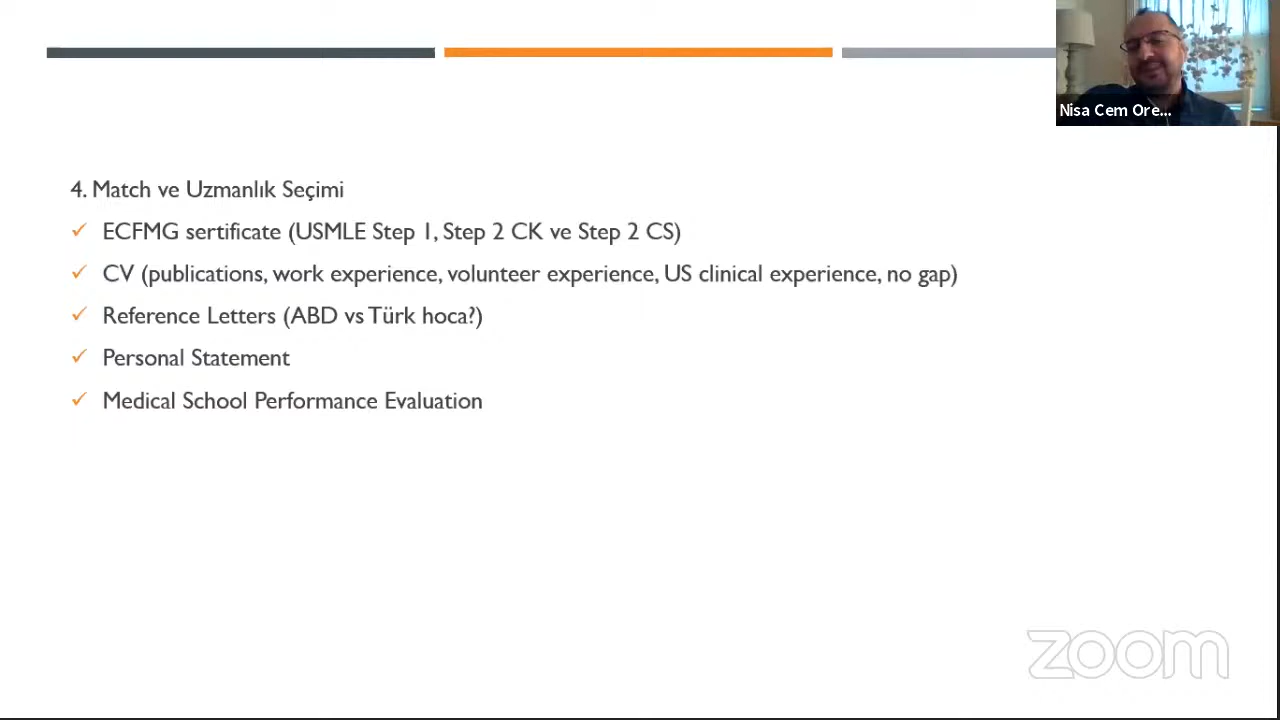 Nisa Cem Ore...
4. Match ve Uzmanlık Seçimi
ECFMG sertificate (USMLE Step 1, Step 2 CK ve Step 2 CS)
CV (publications, work experience, volunteer experience, US clinical experience, no gap)
Reference Letters (ABD vs Türk hoca?)
Personal Statement
Medical School Performance Evaluation
zoom